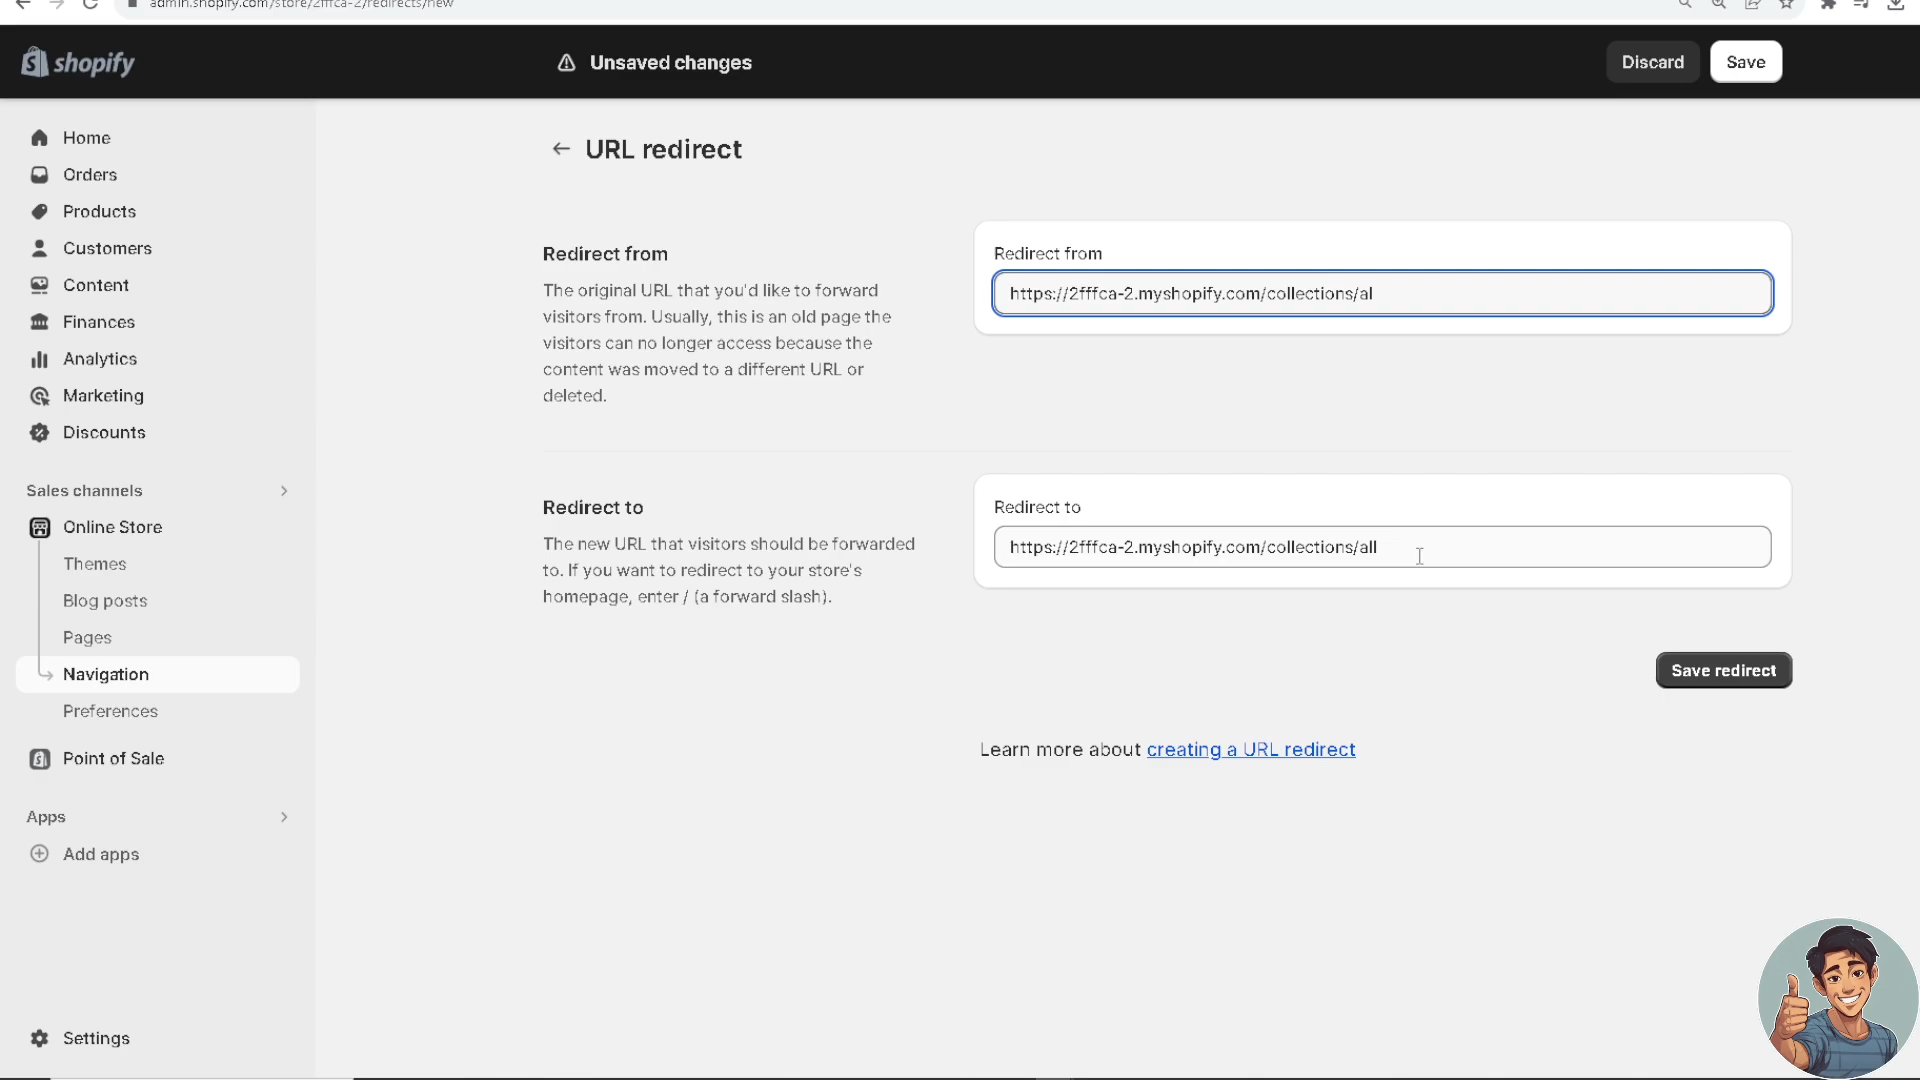 admin.shopify.com/store/2fffca-2/redirects/new
shopify
Unsaved changes
Discard
Save
Home
Orders
Products
Customers
Content
Finances
Analytics
Marketing
Discounts
Sales channels
Online Store
Themes
Blog posts
Pages
Navigation
Preferences
Point of Sale
Apps
Add apps
Settings
URL redirect
Redirect from
The original URL that you'd like to forward
visitors from. Usually, this is an old page the
visitors can no longer access because the
content was moved to a different URL or
deleted.
Redirect from
https://2fffca-2.myshopify.com/collections/al
Redirect to
The new URL that visitors should be forwarded
to. If you want to redirect to your store's
homepage, enter / (a forward slash).
Redirect to
https://2fffca-2.myshopify.com/collections/all
Save redirect
Learn more about creating a URL redirect